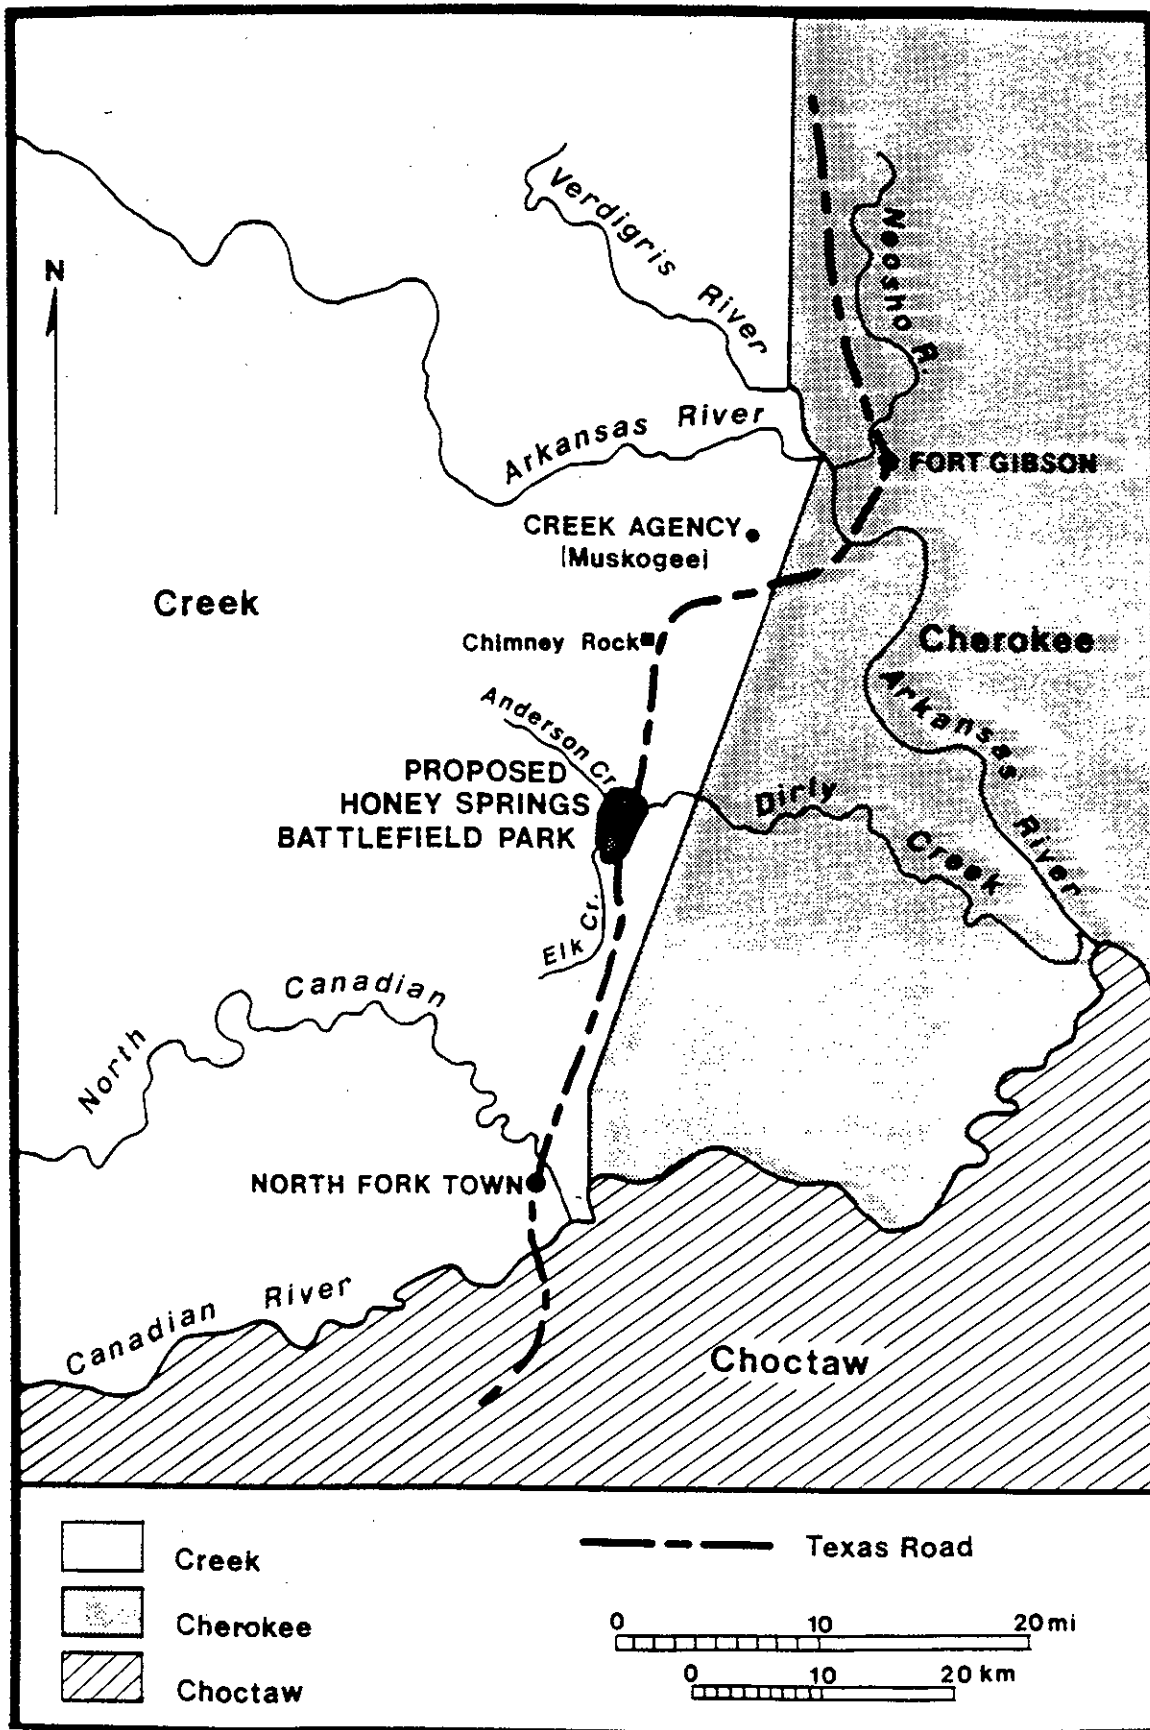 N
Verdigris River
Neosho R.
Arkansas River
FORT GIBSON
CREEK AGENCY
(Muskogee)
Creek
Cherokee
Chimney Rock
Arkansas River
Anderson Cr.
PROPOSED
HONEY SPRINGS
BATTLEFIELD PARK
Dirty Creek
Elk Cr.
North Canadian
NORTH FORK TOWN
Canadian River
Choctaw
Creek
Texas Road
Cherokee
0 10 20 mi
Choctaw
0 10 20 km